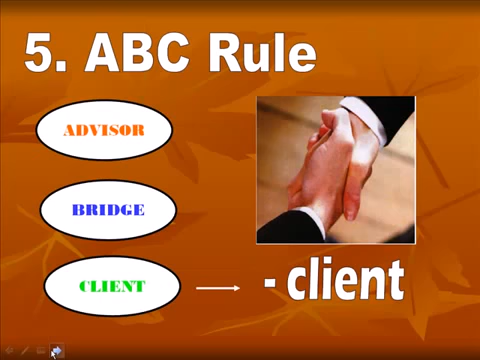 5. ABC Rule
ADVISOR
BRIDGE
CLIENT
- client